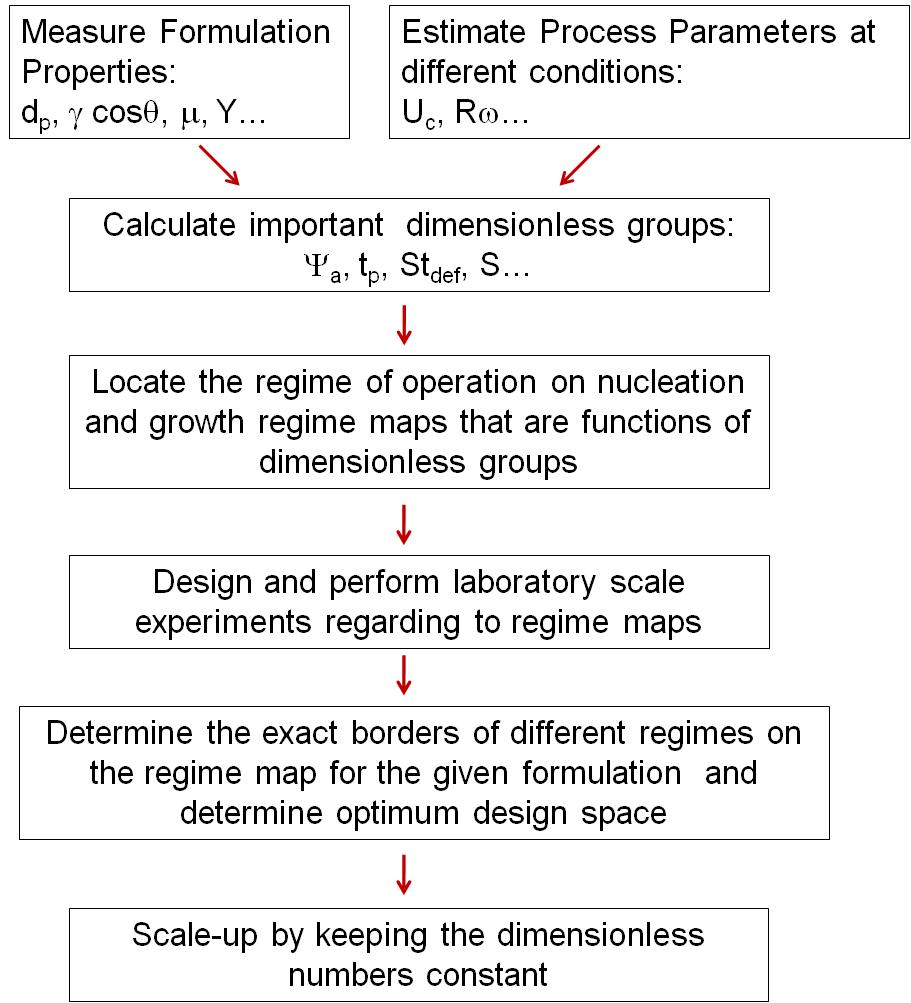 Measure Formulation
Properties:
dp, γ cosθ, μ, Y...
Estimate Process Parameters at
different conditions:
Uc, Rω...
Calculate important dimensionless groups:
Ψa, tp, Stdef, S...
Locate the regime of operation on nucleation
and growth regime maps that are functions of
dimensionless groups
Design and perform laboratory scale
experiments regarding to regime maps
Determine the exact borders of different regimes on
the regime map for the given formulation and
determine optimum design space
Scale-up by keeping the dimensionless
numbers constant